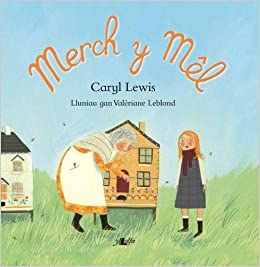 Merch y Mêl
Caryl Lewis
Lluniau gan Valériane Leblond
y Lolfa